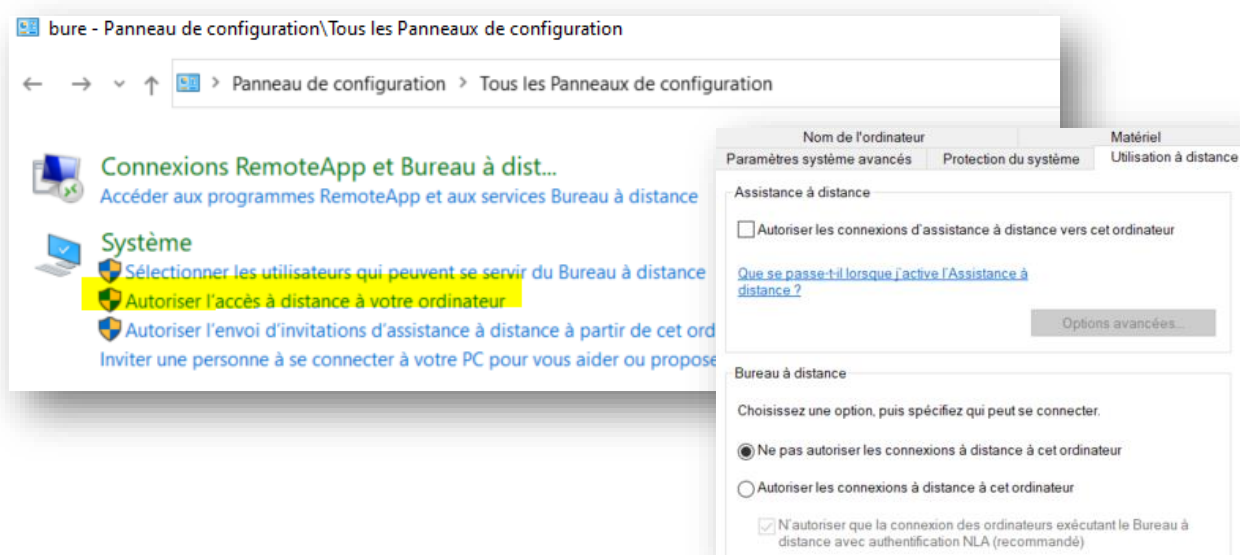 bure - Panneau de configuration\Tous les Panneaux de configuration
Panneau de configuration > Tous les Panneaux de configuration
Connexions RemoteApp et Bureau à dist...
Accéder aux programmes RemoteApp et aux services Bureau à distance
Système
Sélectionner les utilisateurs qui peuvent se servir du Bureau à distance
Autoriser l'accès à distance à votre ordinateur
Autoriser l'envoi d'invitations d'assistance à distance à partir de cet ord
Inviter une personne à se connecter à votre PC pour vous aider ou propose
Nom de l'ordinateur
Matériel
Paramètres système avancés
Protection du système
Utilisation à distance
Assistance à distance
Autoriser les connexions d'assistance à distance vers cet ordinateur
Que se passe-t-il lorsque j'active l'Assistance à
distance ?
Options avancées...
Bureau à distance
Choisissez une option, puis spécifiez qui peut se connecter.
Ne pas autoriser les connexions à distance à cet ordinateur
Autoriser les connexions à distance à cet ordinateur
N'autoriser que la connexion des ordinateurs exécutant le Bureau à
distance avec authentification NLA (recommandé)